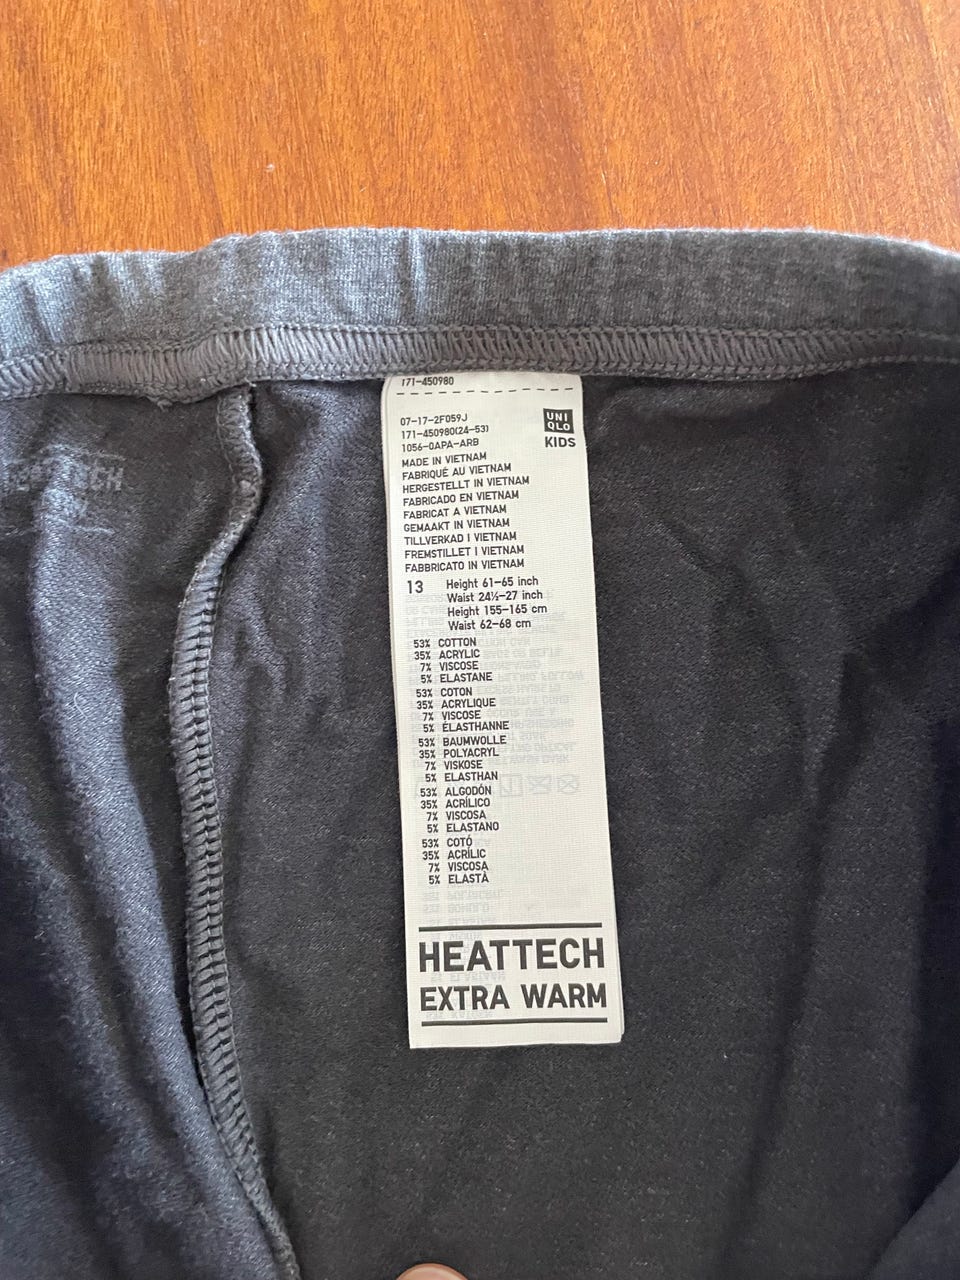 171-450980
07-17-2F059J
171-450980(24-53)
1056-0APA-ARB
UNI
QLO
KIDS
MADE IN VIETNAM
FABRIQUÉ AU VIETNAM
HERGESTELLT IN VIETNAM
FABRICADO EN VIETNAM
FABRICAT A VIETNAM
GEMAAKT IN VIETNAM
TILLVERKAD I VIETNAM
FREMSTILLET I VIETNAM
FABBRICATO IN VIETNAM
13 Height 61-65 inch
Waist 24½-27 inch
Height 155-165 cm
Waist 62-68 cm
53% COTTON
35% ACRYLIC
7% VISCOSE
5% ELASTANE
53% COTON
35% ACRYLIQUE
7% VISCOSE
5% ÉLASTHANNE
53% BAUMWOLLE
35% POLYACRYL
7% VISKOSE
5% ELASTHAN
53% ALGODÓN
35% ACRÍLICO
7% VISCOSA
5% ELASTANO
53% COTÓ
35% ACRÍLIC
7% VISCOSA
5% ELASTÀ
HEATTECH
EXTRA WARM